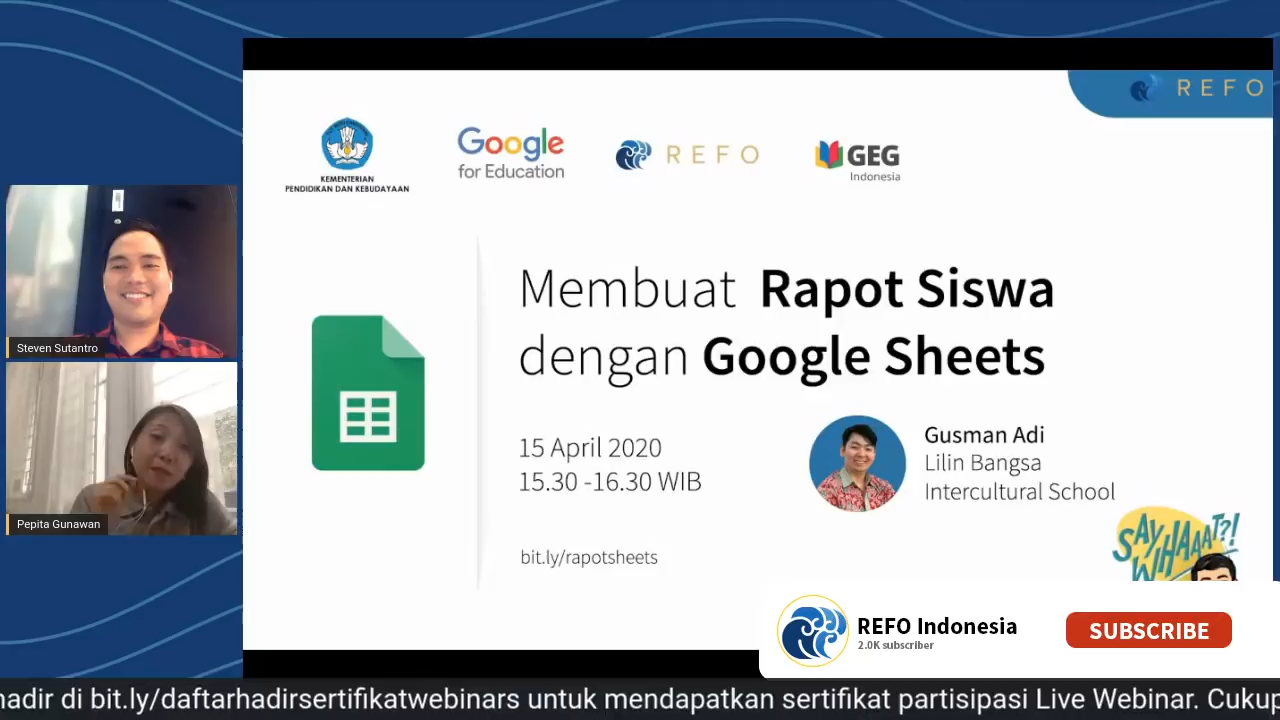 REFO
KEMENTERIAN
PENDIDIKAN DAN KEBUDAYAAN
Google
for Education
REFO
GEG
Indonesia
Membuat Rapot Siswa
dengan Google Sheets
15 April 2020
15.30 -16.30 WIB
Gusman Adi
Lilin Bangsa
Intercultural School
bit.ly/rapotsheets
SAY
WHAAAT?!
Steven Sutantro
Pepita Gunawan
REFO Indonesia
2.0K subscriber
SUBSCRIBE
hadir di bit.ly/daftarhadirsertifikatwebinars untuk mendapatkan sertifikat partisipasi Live Webinar. Cukup